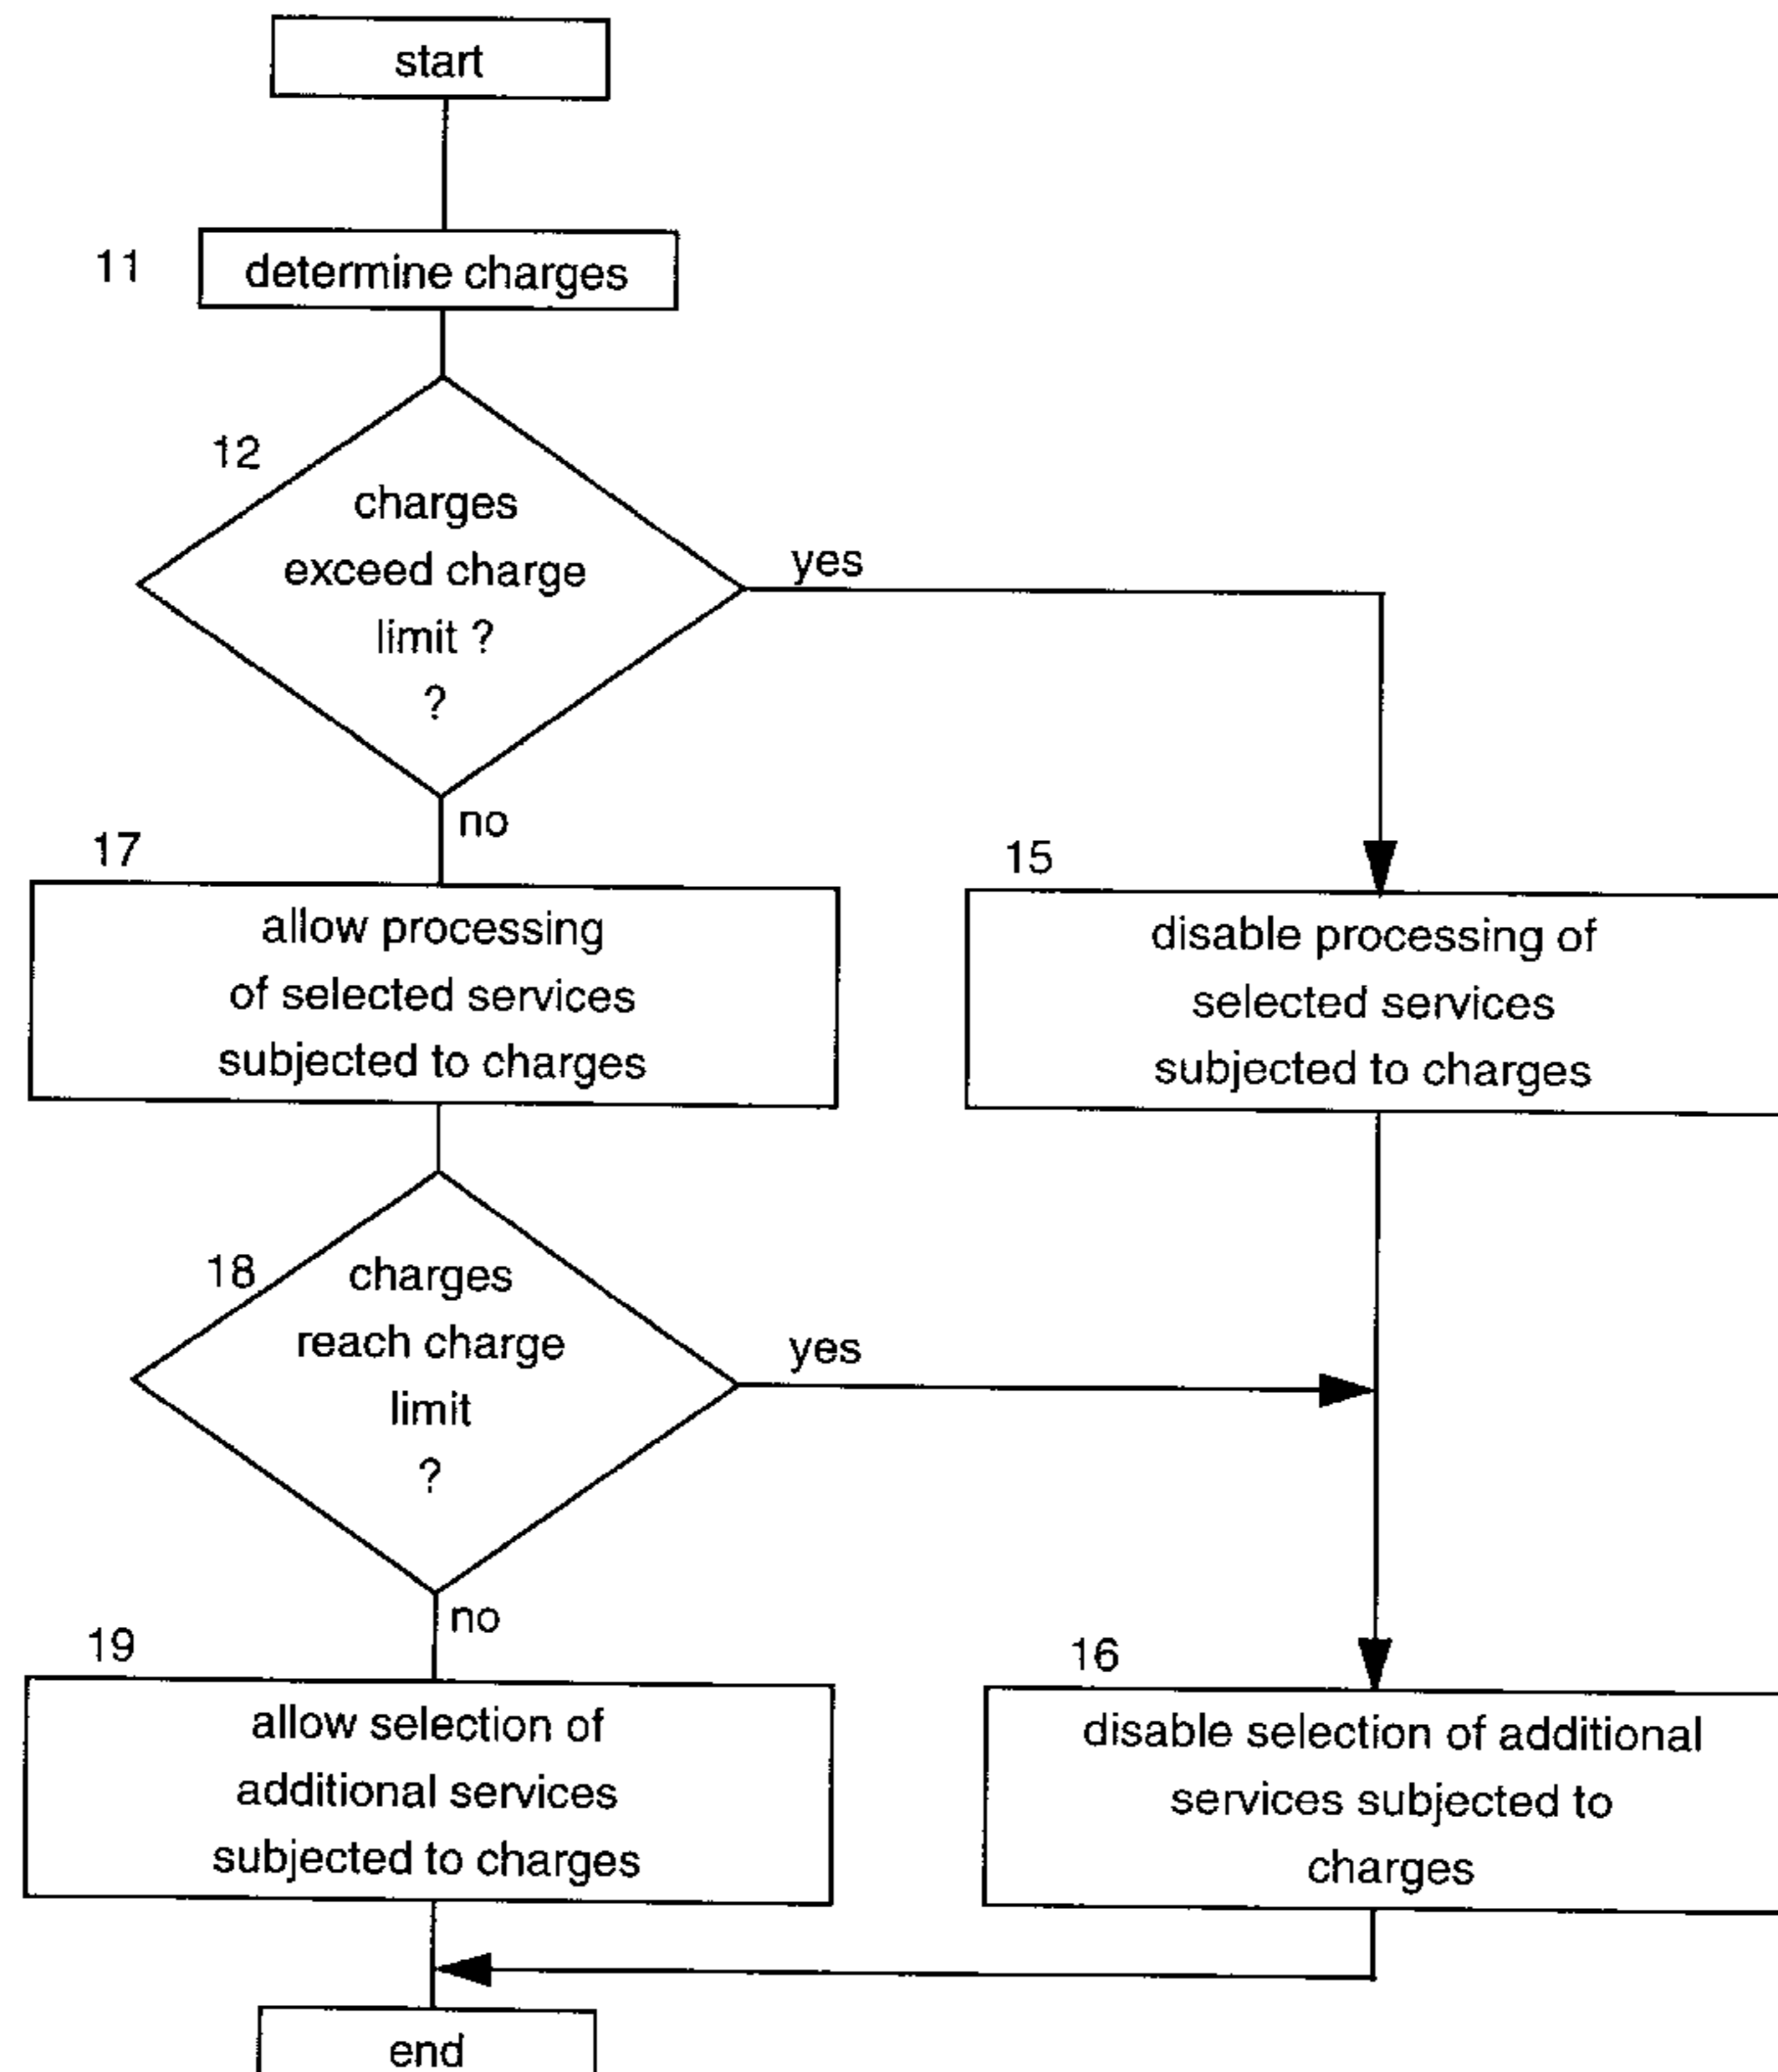 start
11
determine charges
12
charges
exceed charge
limit ?
?
yes
no
17
allow processing
of selected services
subjected to charges
15
disable processing of
selected services
subjected to charges
18
charges
reach charge
limit
?
yes
no
19
allow selection of
additional services
subjected to charges
16
disable selection of additional
services subjected to
charges
end